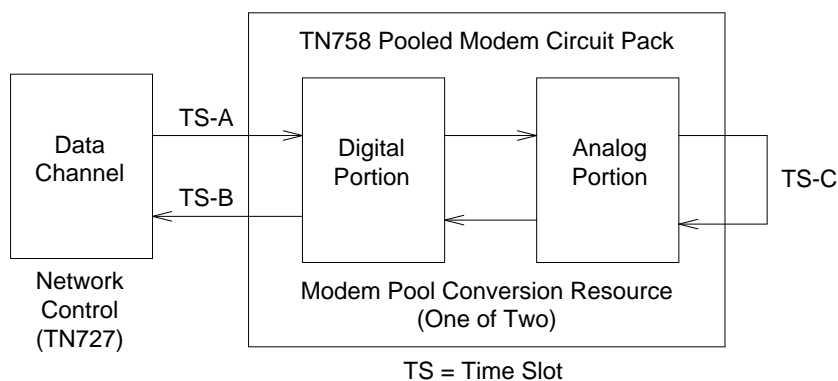 TN758 Pooled Modem Circuit Pack
TS-A
Data
Channel
Digital
Portion
Analog
Portion
TS-B
TS-C
Network
Control
(TN727)
Modem Pool Conversion Resource
(One of Two)
TS = Time Slot